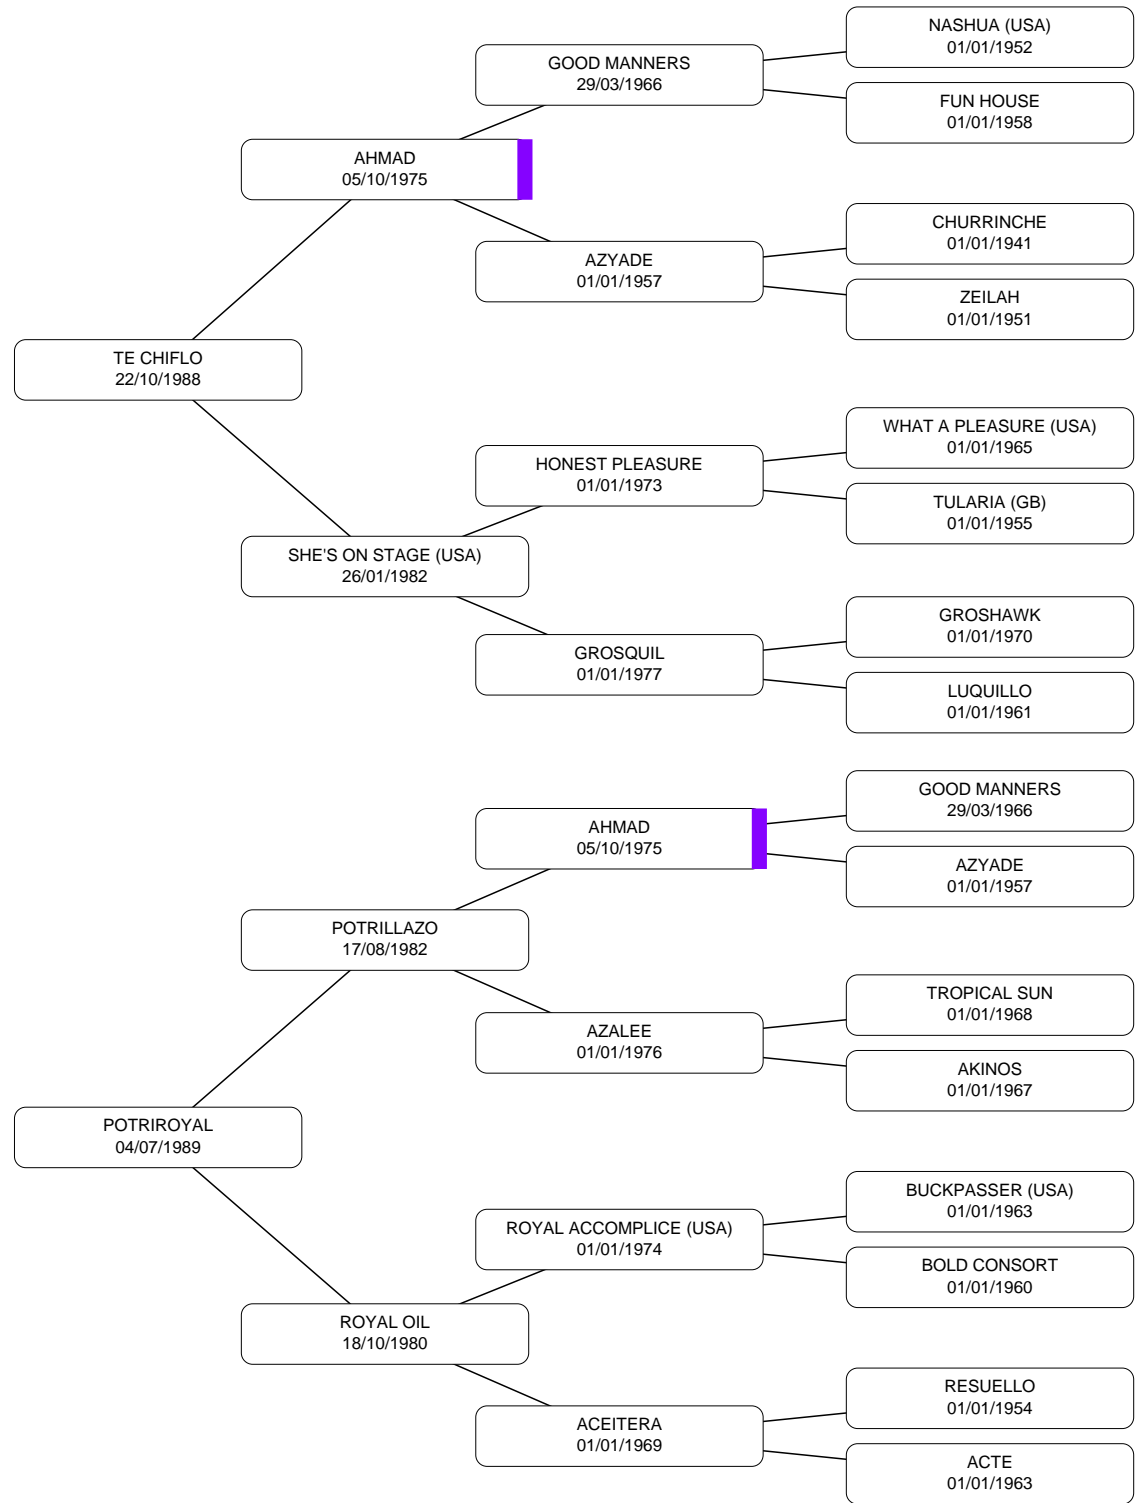 NASHUA (USA)
01/01/1952
GOOD MANNERS
29/03/1966
FUN HOUSE
01/01/1958
AHMAD
05/10/1975
CHURRINCHE
01/01/1941
AZYADE
01/01/1957
ZEILAH
01/01/1951
TE CHIFLO
22/10/1988
WHAT A PLEASURE (USA)
01/01/1965
HONEST PLEASURE
01/01/1973
TULARIA (GB)
01/01/1955
SHE'S ON STAGE (USA)
26/01/1982
GROSHAWK
01/01/1970
GROSQUIL
01/01/1977
LUQUILLO
01/01/1961
GOOD MANNERS
29/03/1966
AHMAD
05/10/1975
AZYADE
01/01/1957
POTRILLAZO
17/08/1982
TROPICAL SUN
01/01/1968
AZALEE
01/01/1976
AKINOS
01/01/1967
POTRIROYAL
04/07/1989
BUCKPASSER (USA)
01/01/1963
ROYAL ACCOMPLICE (USA)
01/01/1974
BOLD CONSORT
01/01/1960
ROYAL OIL
18/10/1980
RESUELLO
01/01/1954
ACEITERA
01/01/1969
ACTE
01/01/1963